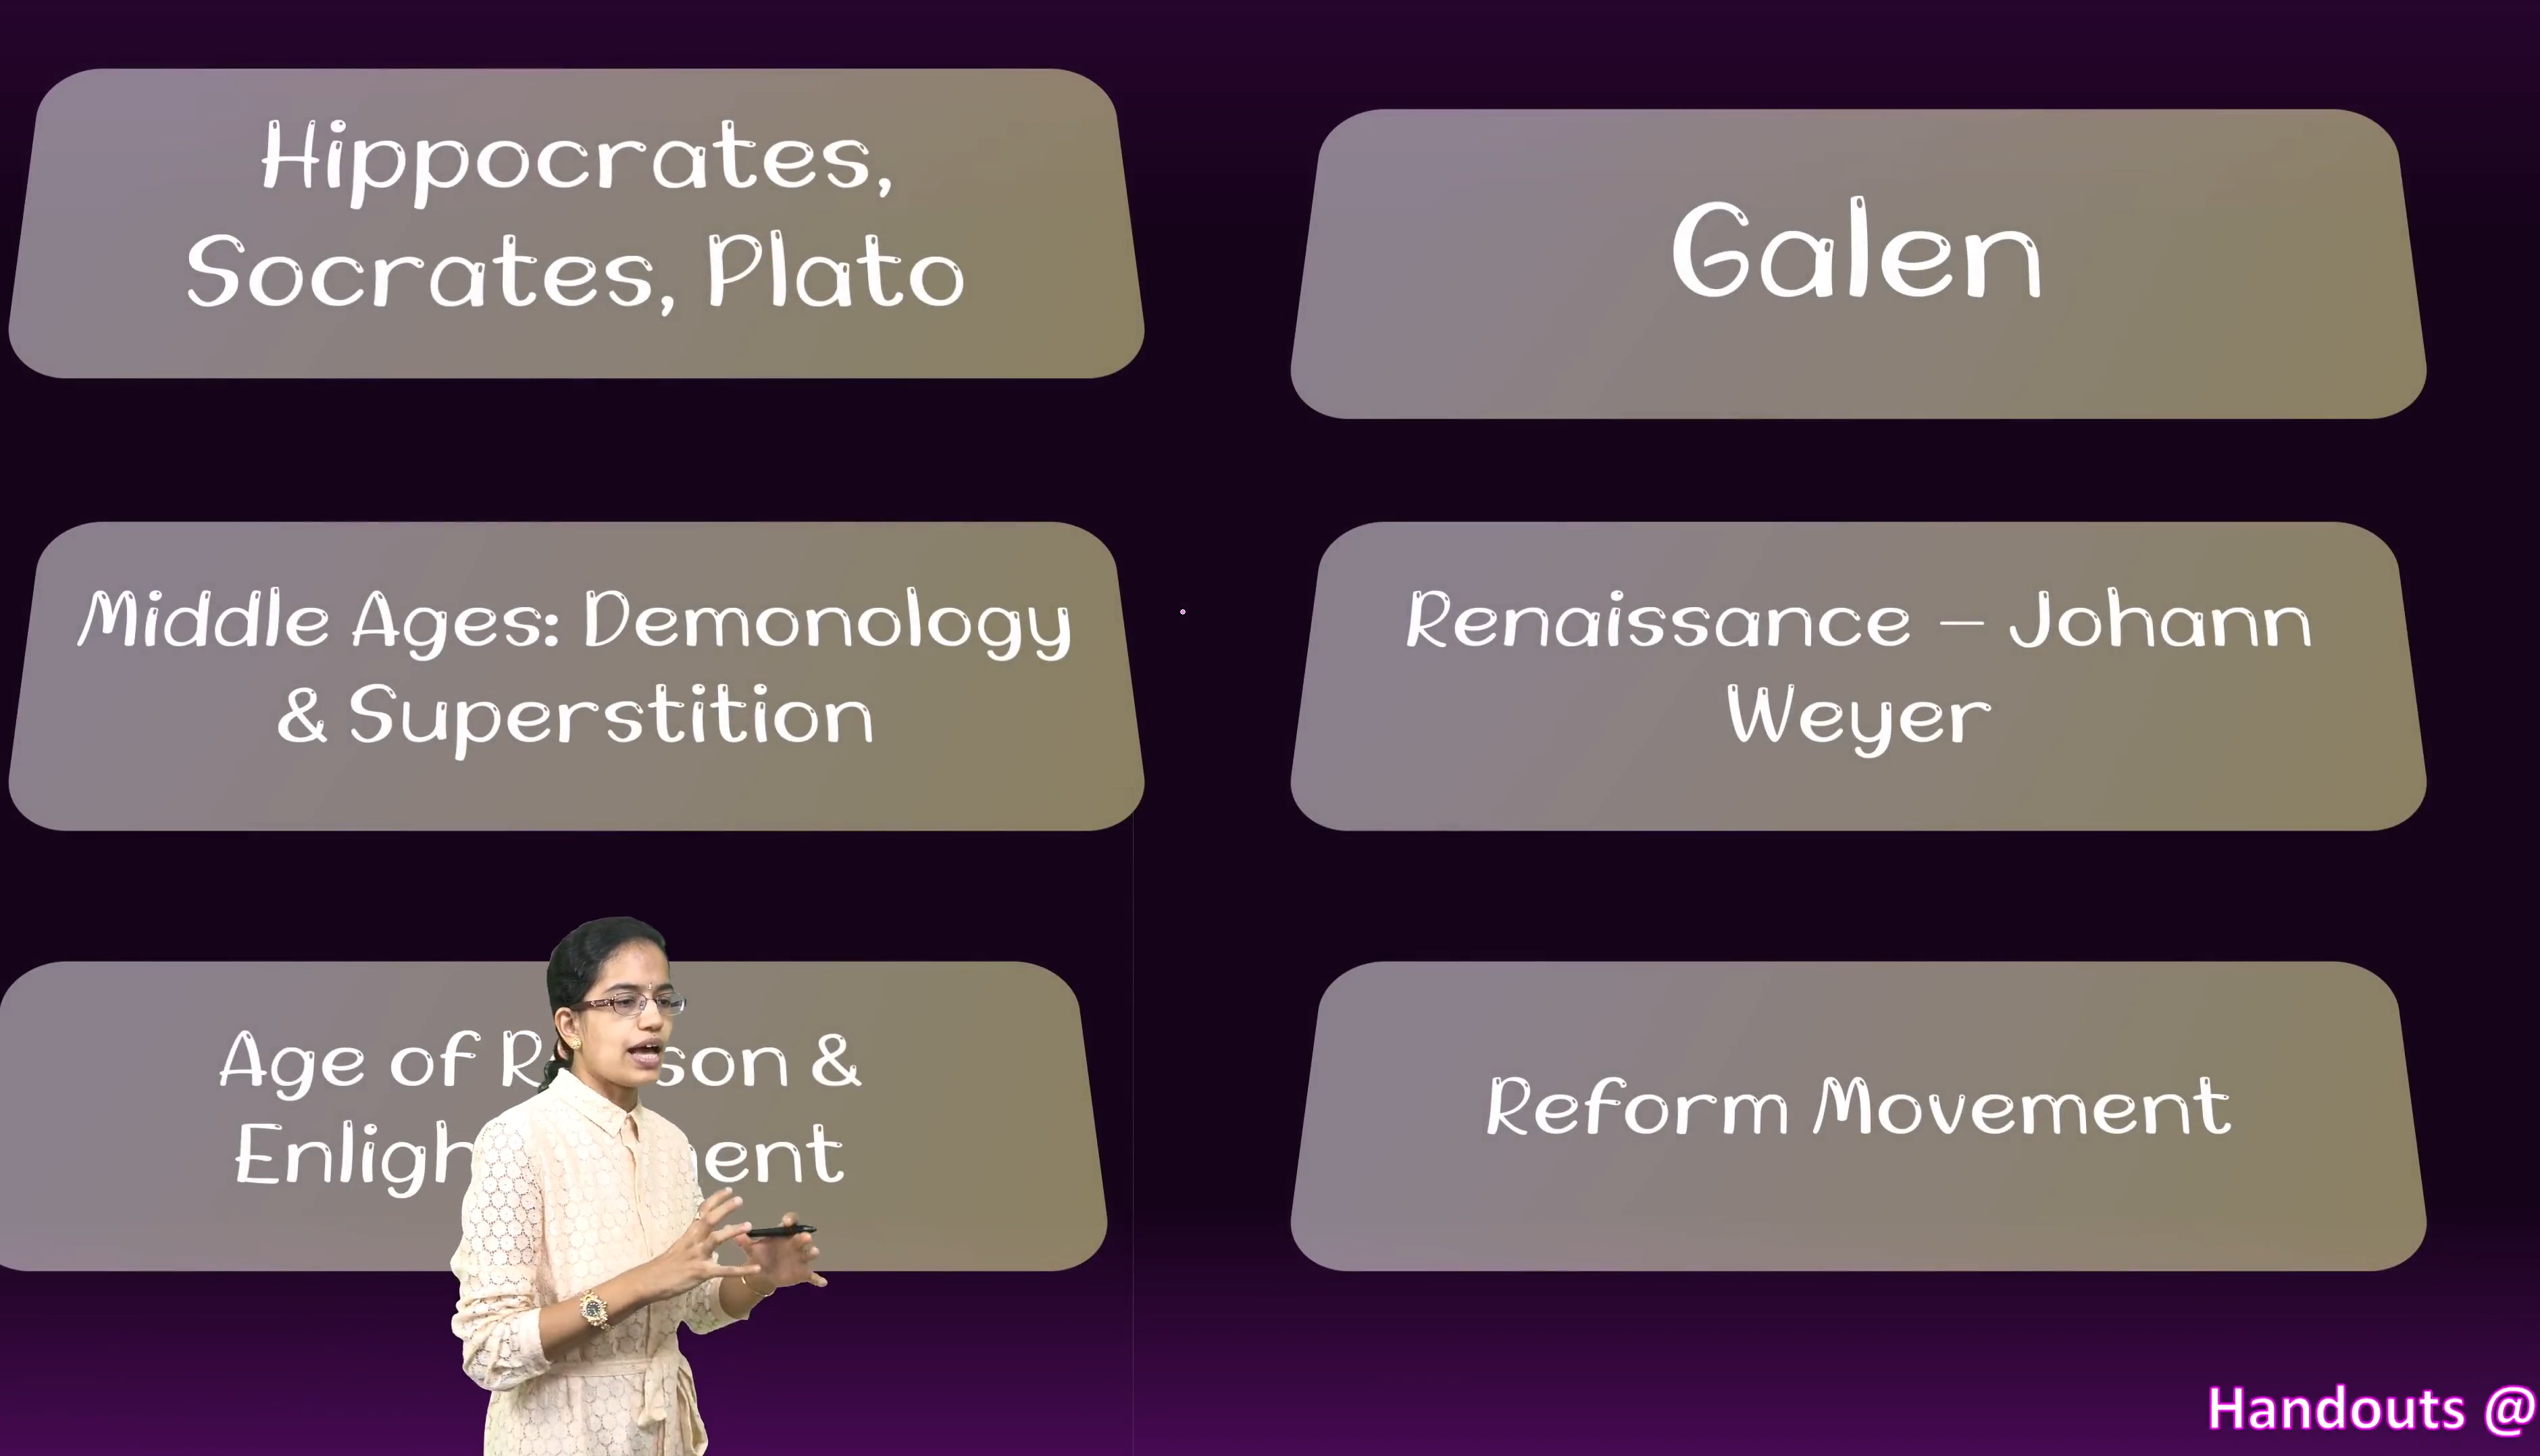 Hippocrates,
Socrates, Plato
Galen
Middle Ages: Demonology
& Superstition
Renaissance – Johann
Weyer
Age of &
Reform Movement
Handouts @